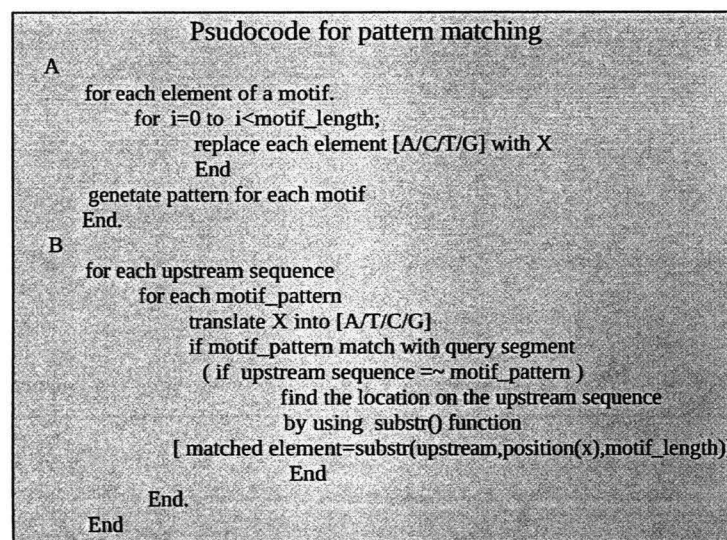 Psudocode for pattern matching
A
for each element of a motif.
for i=0 to i<motif_length;
replace each element [A/C/T/G] with X
End
genetate pattern for each motif
End.
B
for each upstream sequence
for each motif_pattern
translate X into [A/T/C/G]
if motif_pattern match with query segment
( if upstream sequence =~ motif_pattern )
find the location on the upstream sequence
by using substr() function
[ matched element=substr(upstream,position(x),motif_length)
End
End.
End